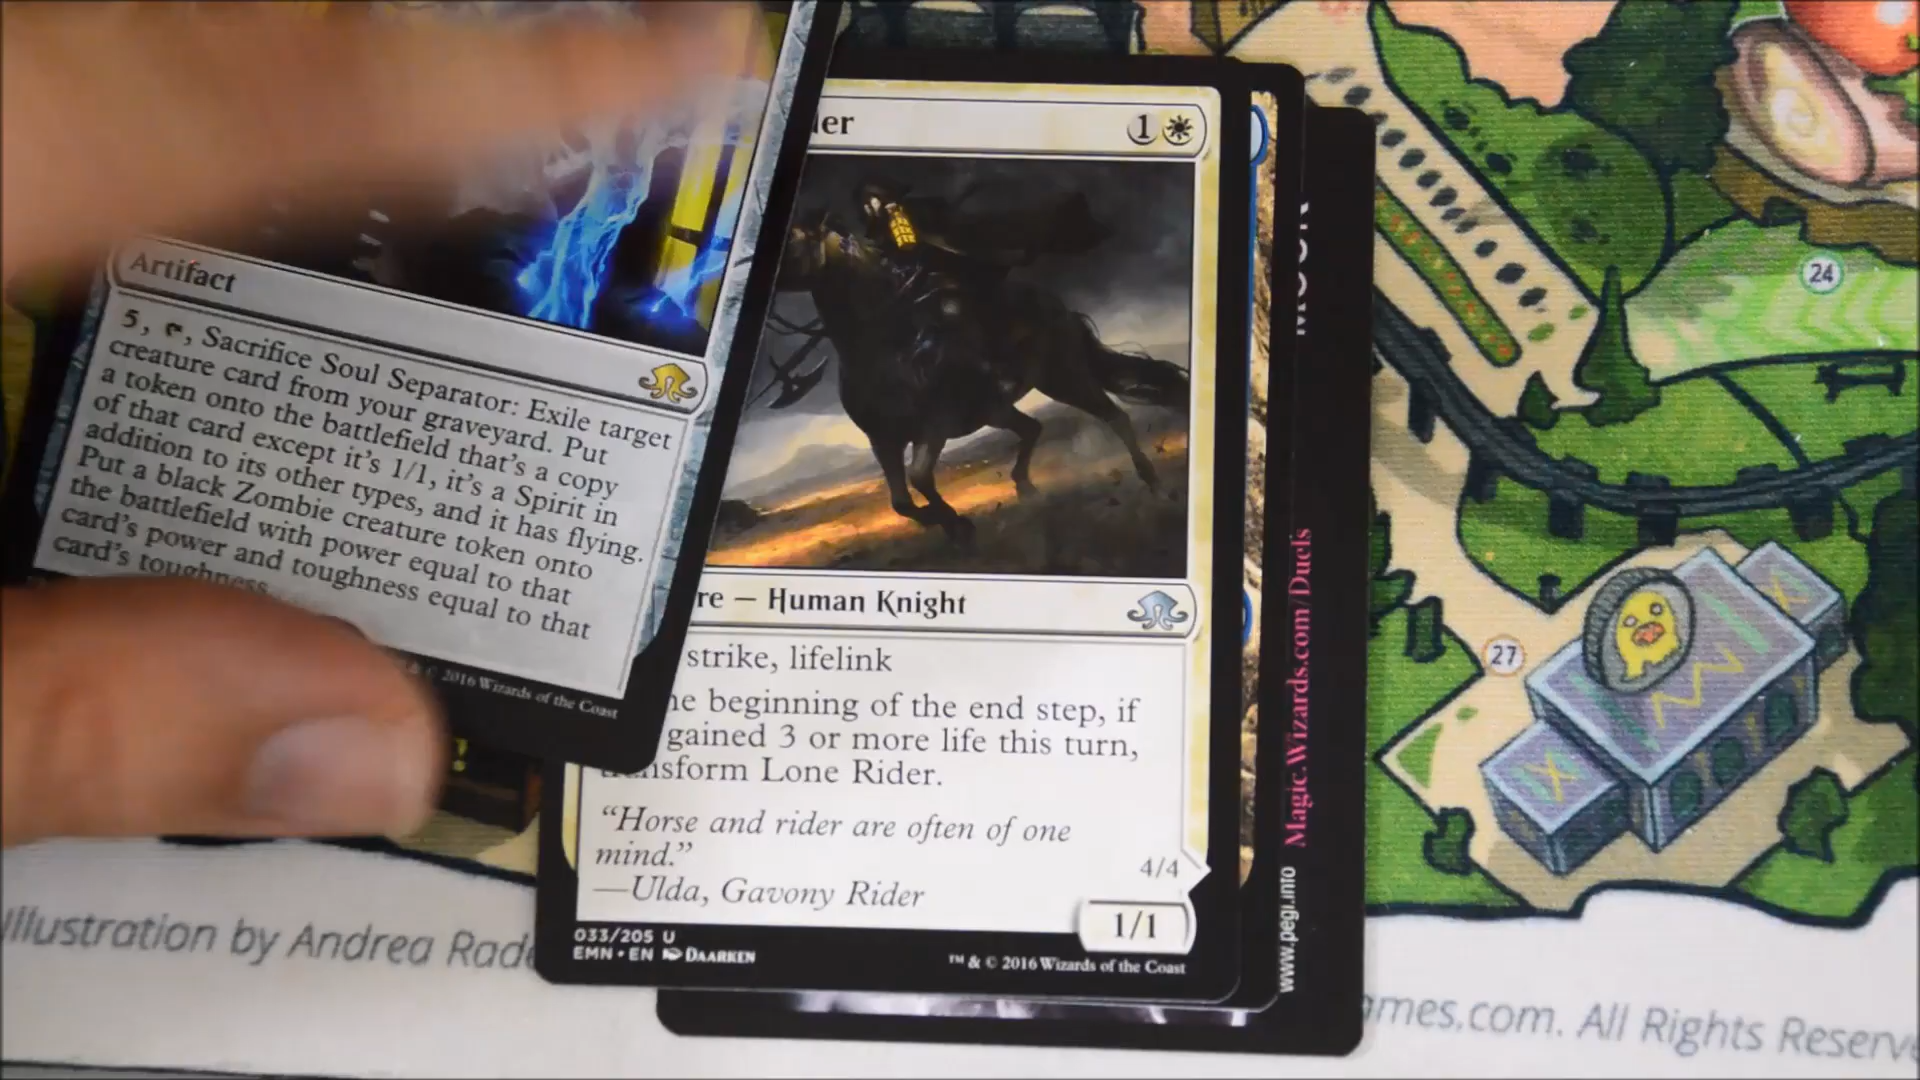 Artifact
5, T, Sacrifice Soul Separator: Exile target
creature card from your graveyard. Put
a token onto the battlefield that's a copy
of that card except it's 1/1, it's a Spirit in
addition to its other types, and it has flying.
Put a black Zombie creature token onto
the battlefield with power equal to that
card's power and toughness equal to that
card's toughness.
& © 2016 Wizards of the Coast
der
1
re — Human Knight
strike, lifelink
he beginning of the end step, if
gained 3 or more life this turn,
transform Lone Rider.
“Horse and rider are often of one
mind.”
—Ulda, Gavony Rider
4/4
1/1
033/205 U
EMN • EN DAARKEN
™ & © 2016 Wizards of the Coast
Magic.Wizards.com/Duels
www.pegi.info
24
27
Illustration by Andrea Rade
ames.com. All Rights Reserve